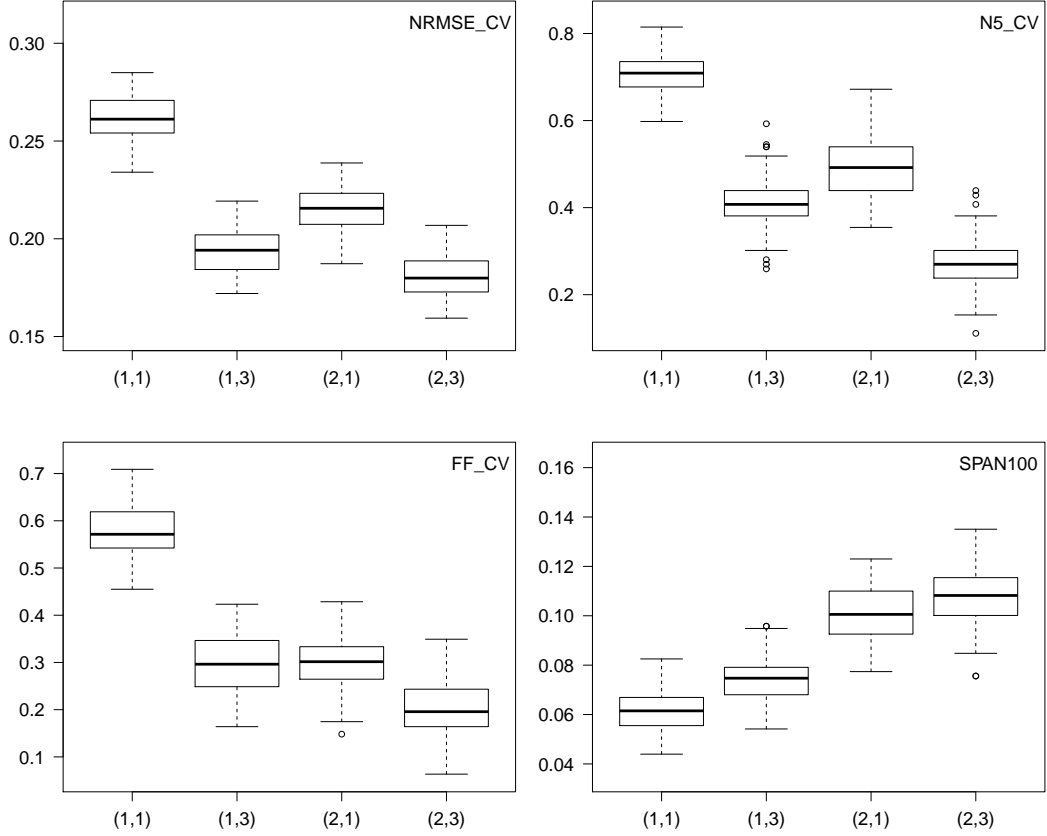 NRMSE_CV
0.30
0.25
0.20
0.15
(1,1) (1,3) (2,1) (2,3)
N5_CV
0.8
0.6
0.4
0.2
(1,1) (1,3) (2,1) (2,3)
FF_CV
0.7
0.6
0.5
0.4
0.3
0.2
0.1
(1,1) (1,3) (2,1) (2,3)
SPAN100
0.16
0.14
0.12
0.10
0.08
0.06
0.04
(1,1) (1,3) (2,1) (2,3)